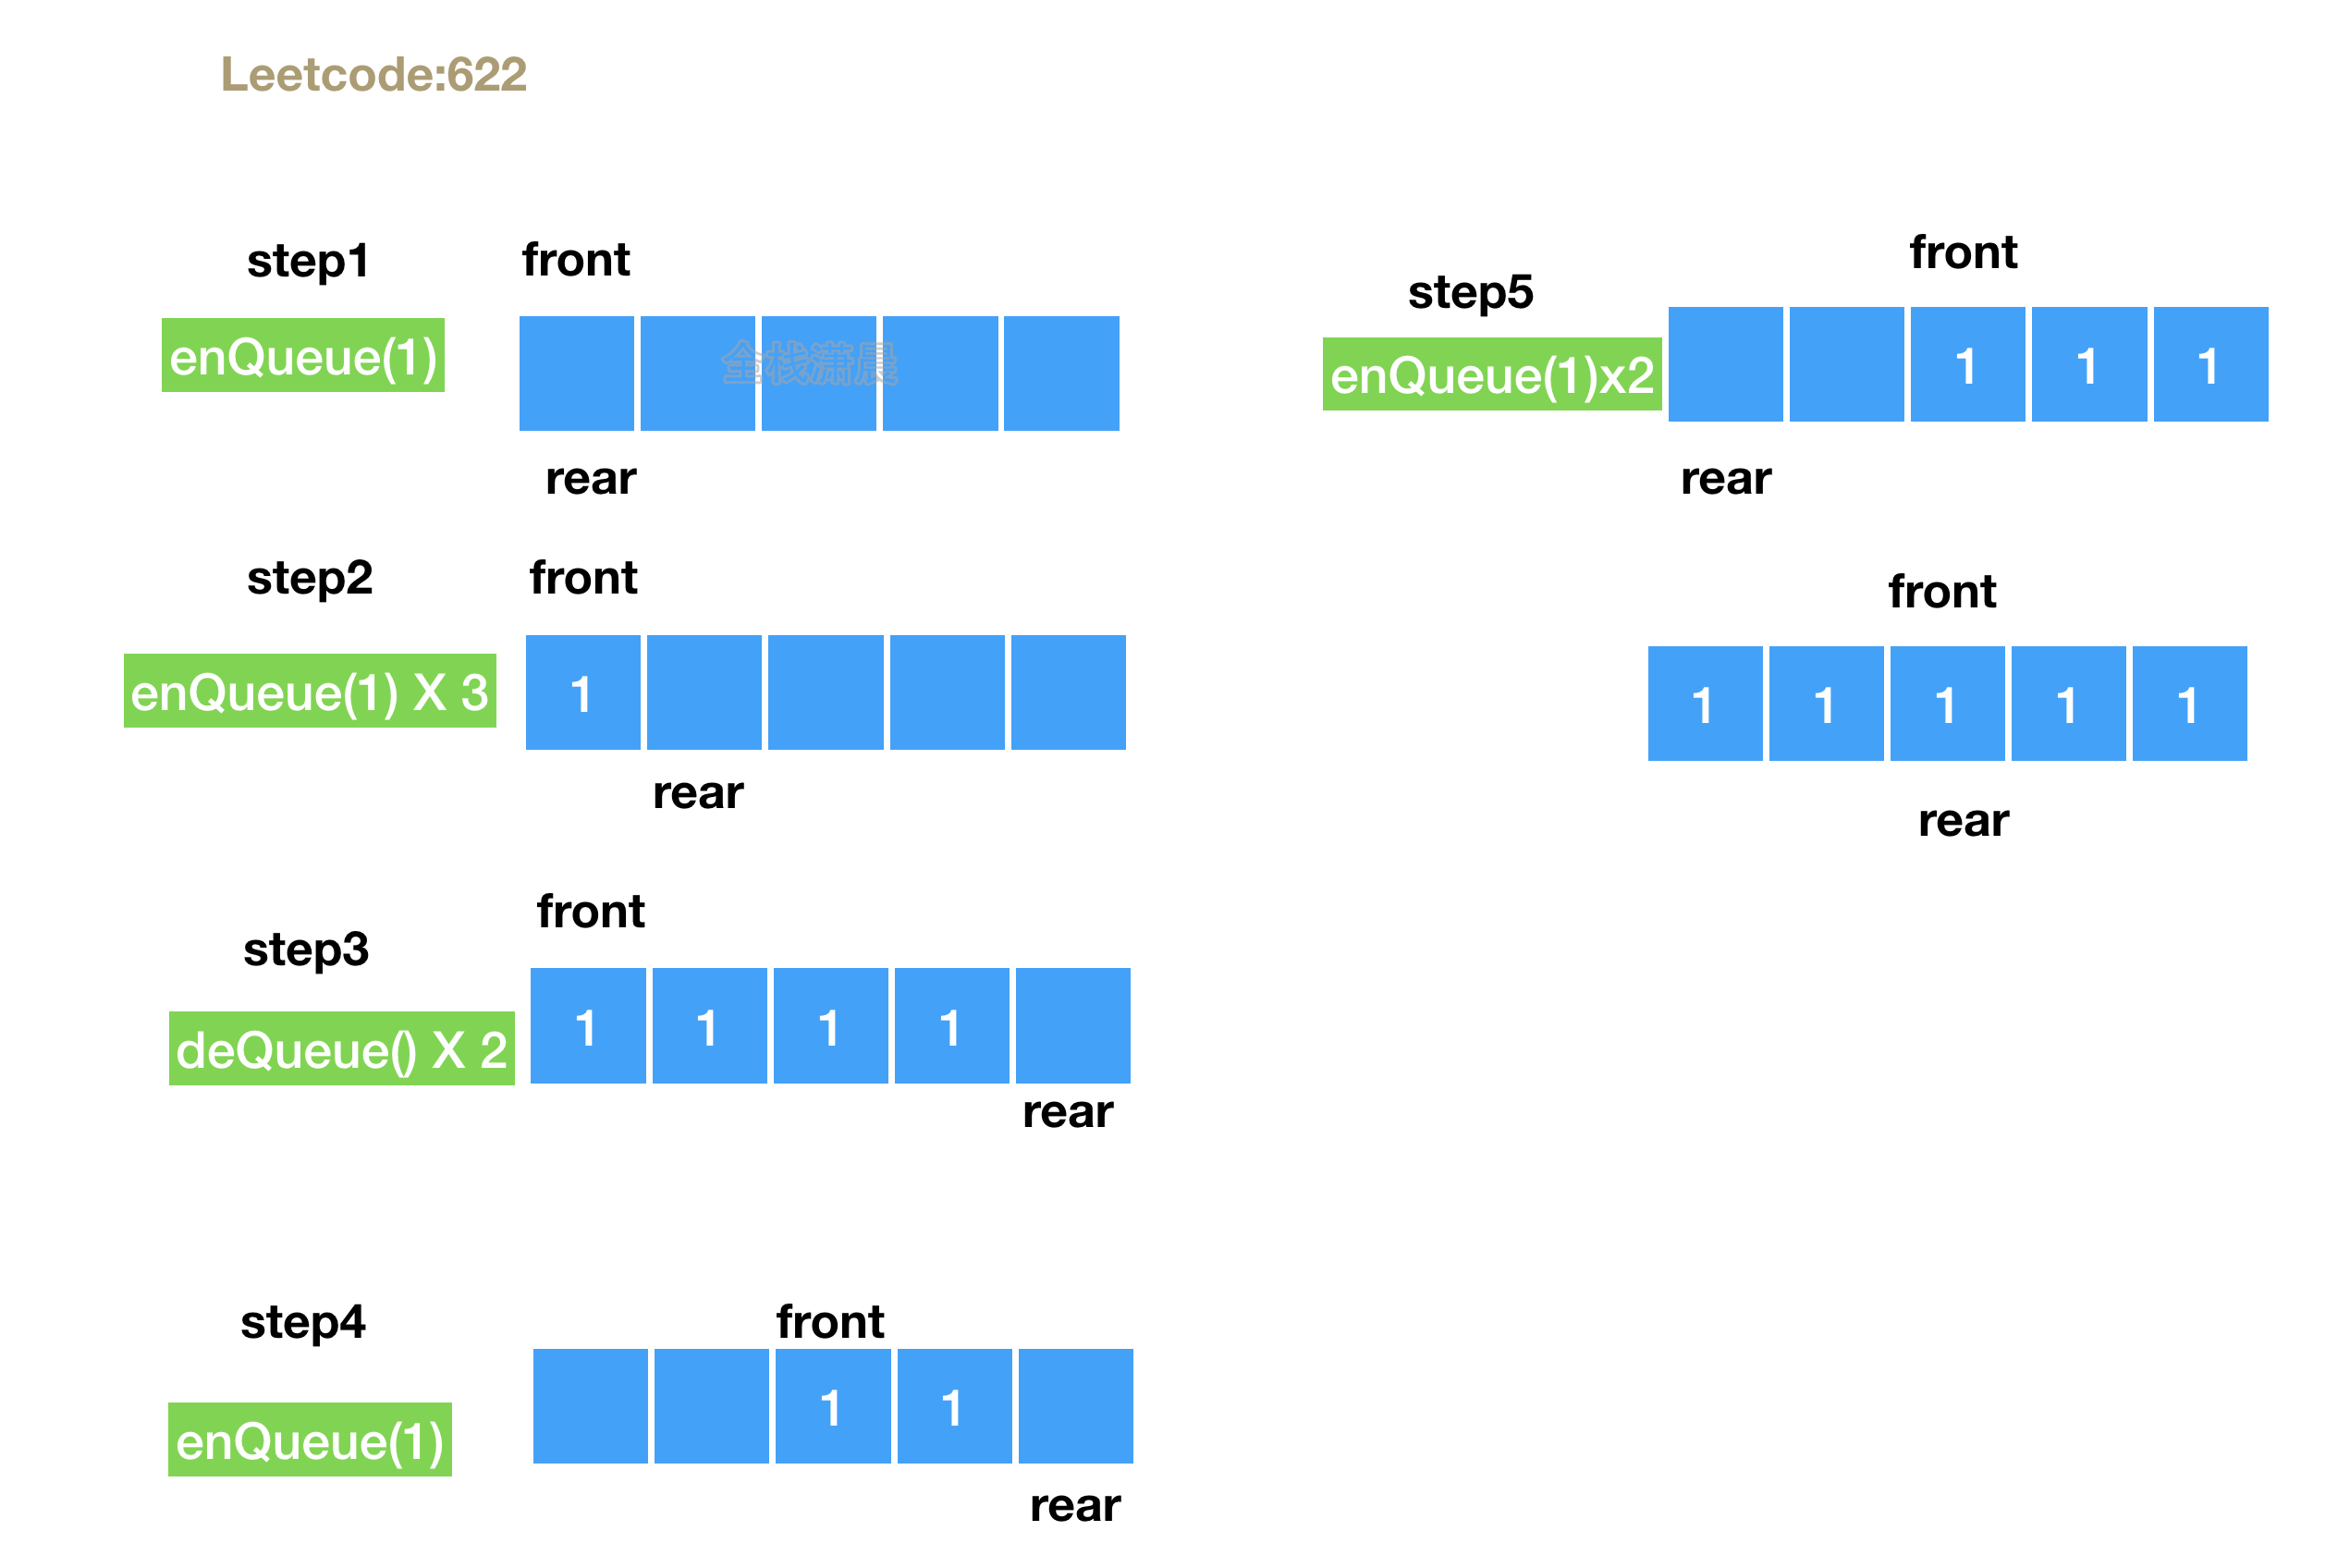 Leetcode:622
step1
front
enQueue(1)
全栈潇晨
rear
step2
front
enQueue(1) X 3
1
rear
step3
front
deQueue() X 2
1 1 1 1
rear
step4
front
enQueue(1)
1 1
rear
step5
front
enQueue(1)x2
1 1 1
rear
front
1 1 1 1 1
rear